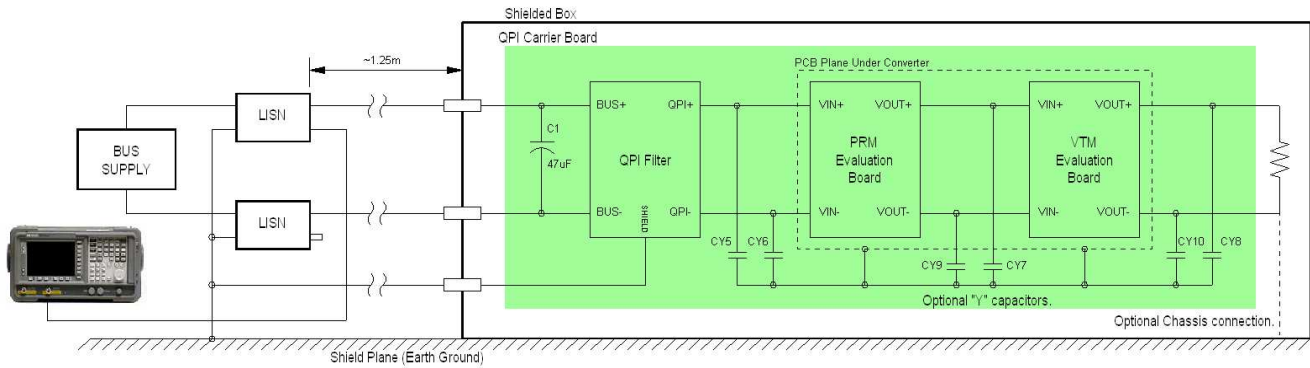 Shielded Box
QPI Carrier Board
~1.25m
PCB Plane Under Converter
LISN
BUS+
QPI+
VIN+
VOUT+
VIN+
VOUT+
C1
47uF
BUS
SUPPLY
QPI Filter
PRM
Evaluation
Board
VTM
Evaluation
Board
LISN
BUS-
SHIELD
QPI-
VIN-
VOUT-
VIN-
VOUT-
CY5
CY6
CY9
CY7
CY10
CY8
Optional "Y" capacitors.
Optional Chassis connection.
Shield Plane (Earth Ground)